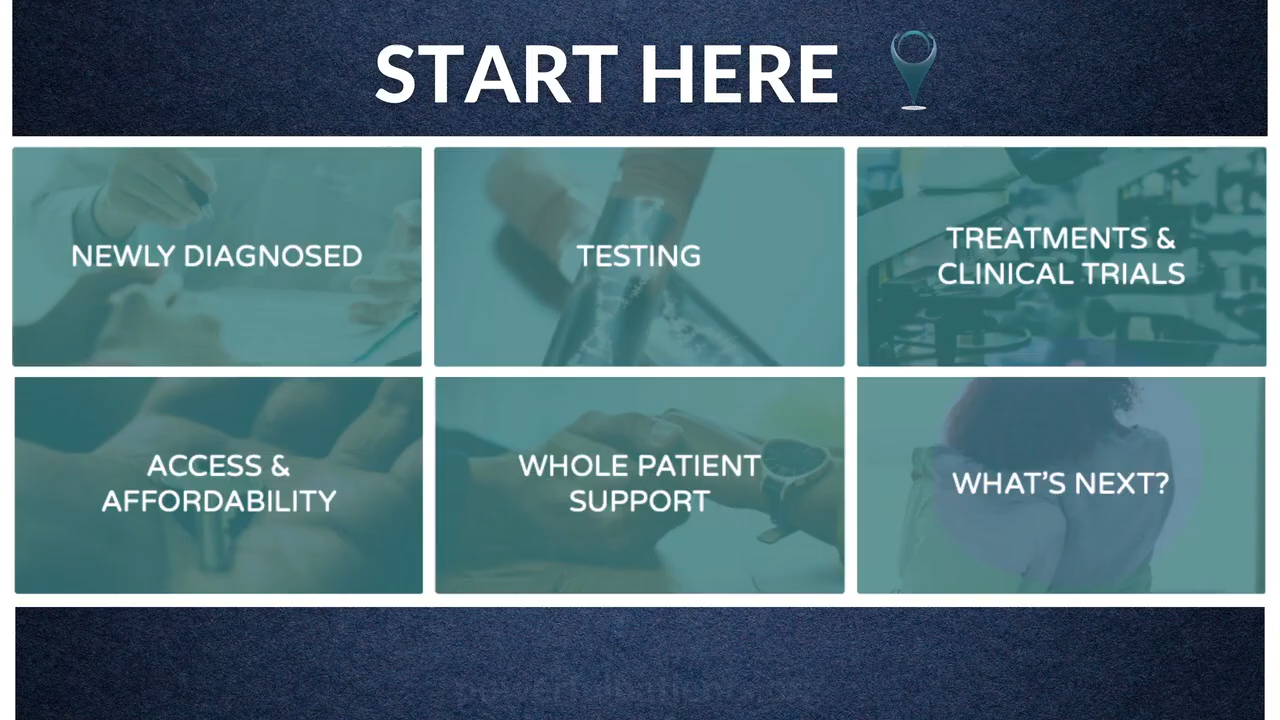 START HERE
NEWLY DIAGNOSED
TESTING
TREATMENTS &
CLINICAL TRIALS
ACCESS &
AFFORDABILITY
WHOLE PATIENT
SUPPORT
WHAT'S NEXT?